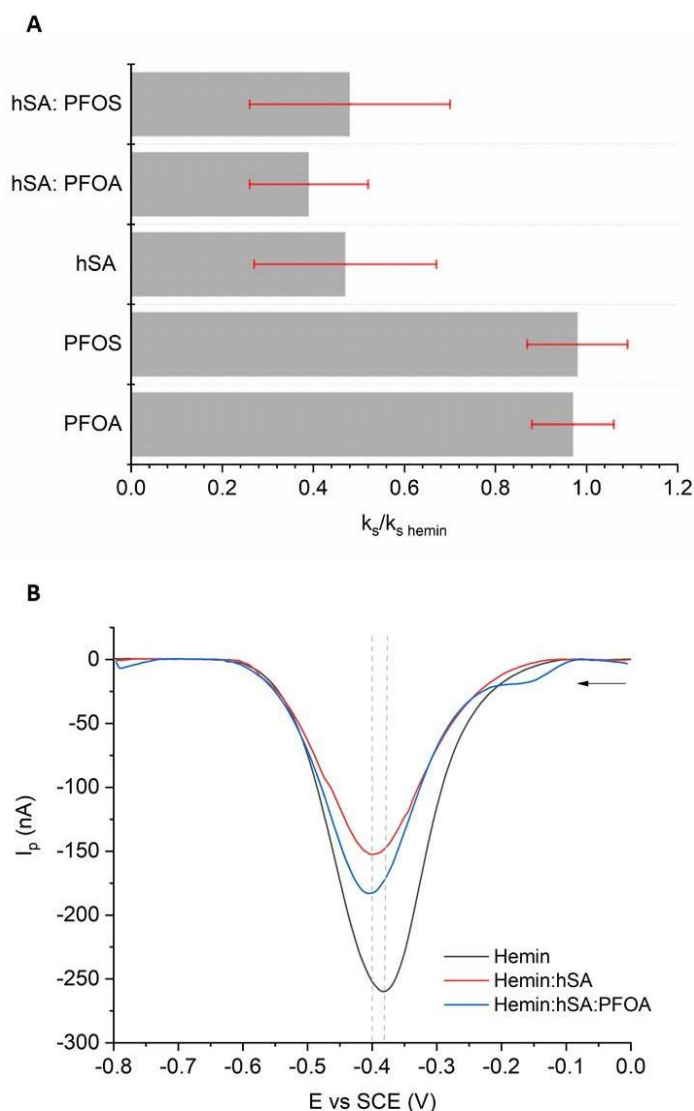 A
hSA: PFOS
hSA: PFOA
hSA
PFOS
PFOA
0.0 0.2 0.4 0.6 0.8 1.0 1.2
kₛ/kₛ hemin
B
0
-50
-100
-150
-200
-250
-300
Iₚ (nA)
Hemin
Hemin:hSA
Hemin:hSA:PFOA
-0.8 -0.7 -0.6 -0.5 -0.4 -0.3 -0.2 -0.1 0.0
E vs SCE (V)